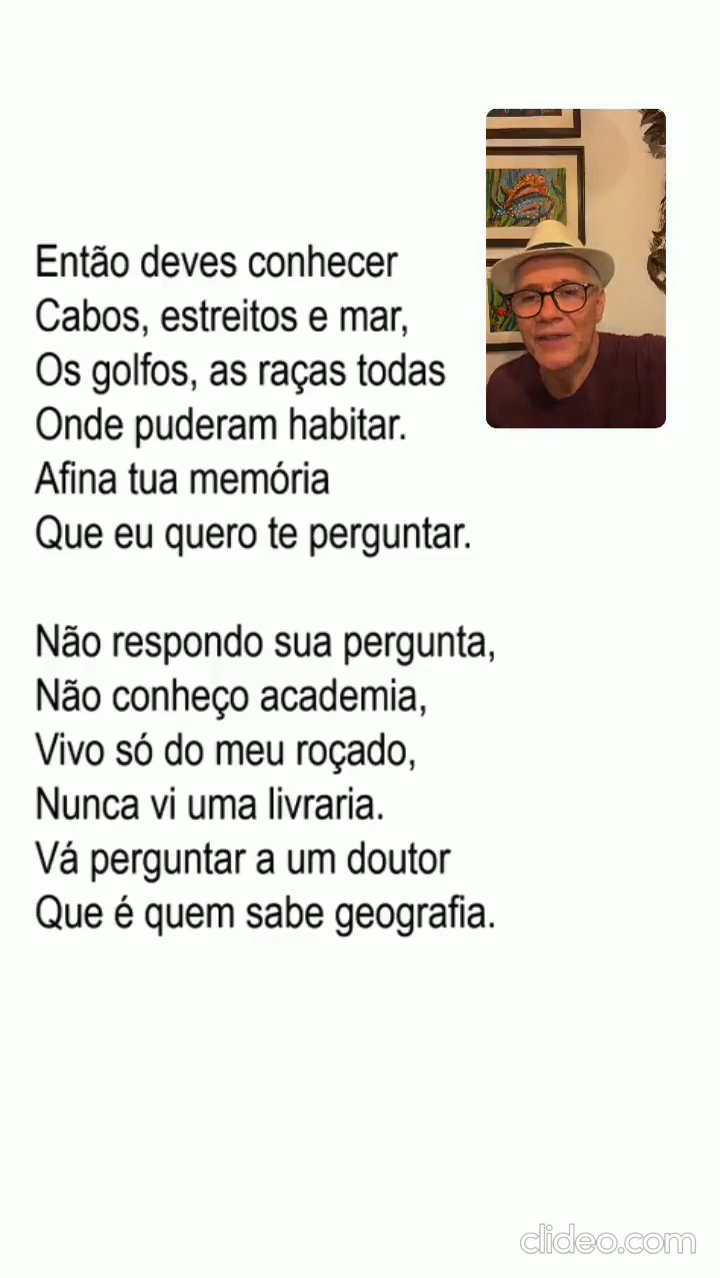 Então deves conhecer
Cabos, estreitos e mar,
Os golfos, as raças todas
Onde puderam habitar.
Afina tua memória
Que eu quero te perguntar.
Não respondo sua pergunta,
Não conheço academia,
Vivo só do meu roçado,
Nunca vi uma livraria.
Vá perguntar a um doutor
Que é quem sabe geografia.
clideo.com